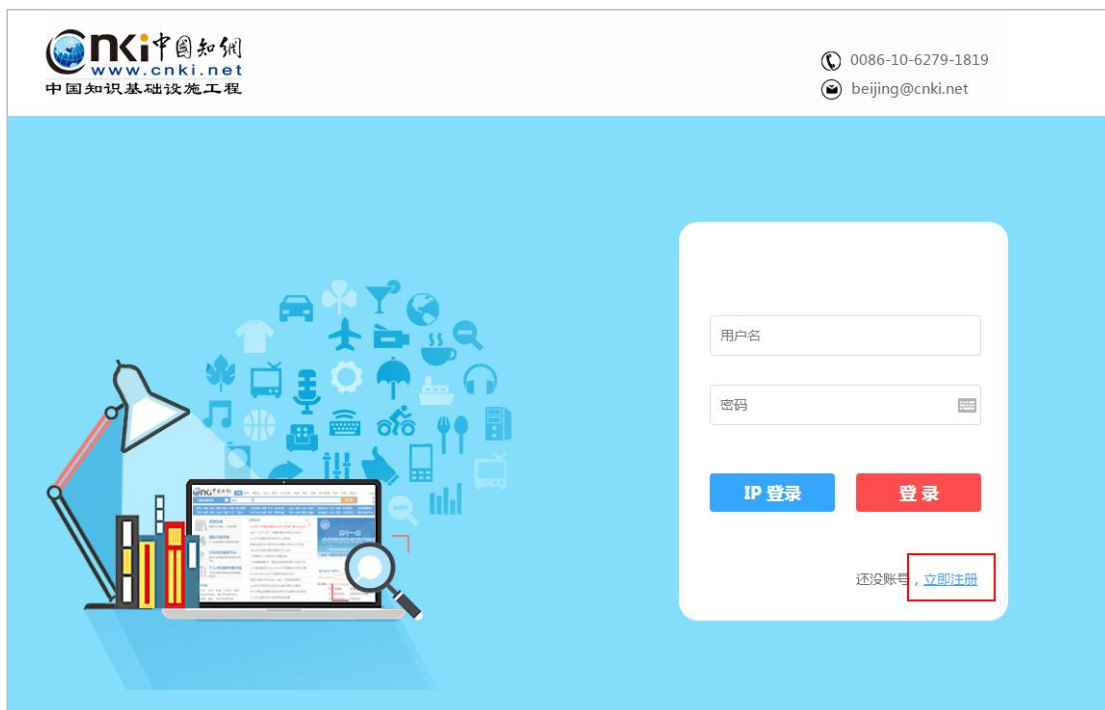 Cnki中国知网
www.cnki.net
中国知识基础设施工程
0086-10-6279-1819
beijing@cnki.net
用户名
密码
IP 登录
登 录
还没账号，立即注册